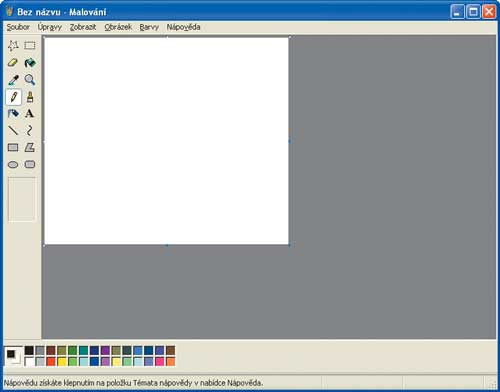 Bez názvu - Malování
Soubor Úpravy Zobrazit Obrázek Barvy Nápověda
A
Nápovědu získáte klepnutím na položku Témata nápovědy v nabídce Nápověda.